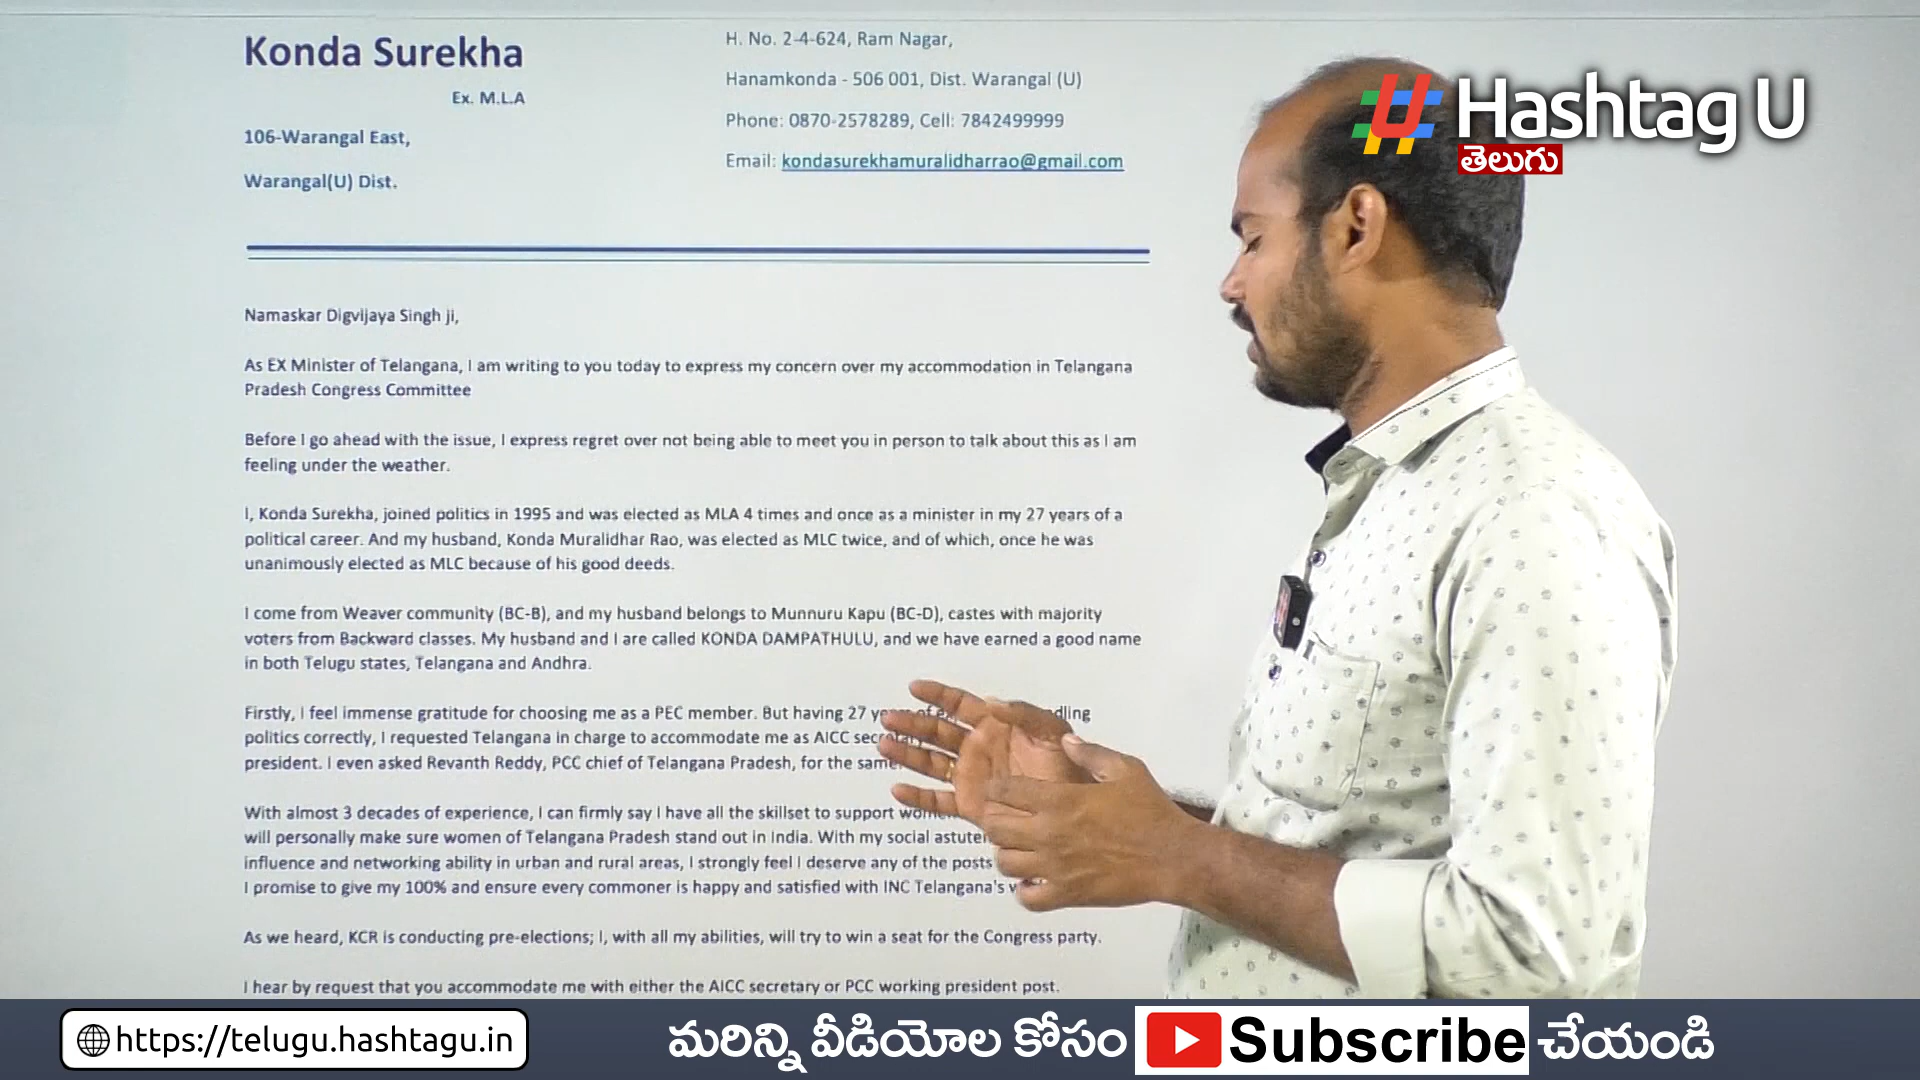 Konda Surekha
Ex. M.L.A
106-Warangal East,
Warangal(U) Dist.
H. No. 2-4-624, Ram Nagar,
Hanamkonda - 506 001, Dist. Warangal (U)
Phone: 0870-2578289, Cell: 7842499999
Email: kondasurekhamuralidharrao@gmail.com
Hashtag U
తెలుగు
Namaskar Digvijaya Singh ji,
As EX Minister of Telangana, I am writing to you today to express my concern over my accommodation in Telangana
Pradesh Congress Committee
Before I go ahead with the issue, I express regret over not being able to meet you in person to talk about this as I am
feeling under the weather.
I, Konda Surekha, joined politics in 1995 and was elected as MLA 4 times and once as a minister in my 27 years of a
political career. And my husband, Konda Muralidhar Rao, was elected as MLC twice, and of which, once he was
unanimously elected as MLC because of his good deeds.
I come from Weaver community (BC-B), and my husband belongs to Munnuru Kapu (BC-D), castes with majority
voters from Backward classes. My husband and I are called KONDA DAMPATHULU, and we have earned a good name
in both Telugu states, Telangana and Andhra.
Firstly, I feel immense gratitude for choosing me as a PEC member. But having 27 of
politics correctly, I requested Telangana in charge to accommodate me as AICC
president. I even asked Revanth Reddy, PCC chief of Telangana Pradesh, for the same
With almost 3 decades of experience, I can firmly say I have all the skillset to support
will personally make sure women of Telangana Pradesh stand out in India. With my social
influence and networking ability in urban and rural areas, I strongly feel I deserve any of the posts
I promise to give my 100% and ensure every commoner is happy and satisfied with INC Telangana's
As we heard, KCR is conducting pre-elections; I, with all my abilities, will try to win a seat for the Congress party.
I hear by request that you accommodate me with either the AICC secretary or PCC working president post.
https://telugu.hashtagu.in
మరిన్ని వీడియోల కోసం Subscribe చేయండి